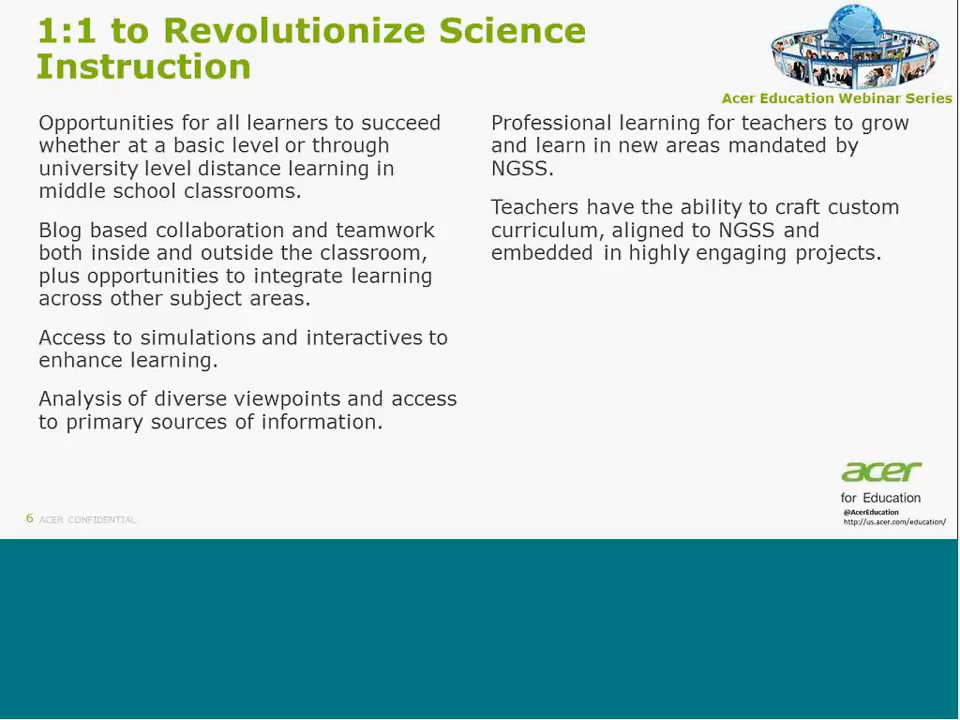 1:1 to Revolutionize Science
Instruction
Acer Education Webinar Series
Opportunities for all learners to succeed
whether at a basic level or through
university level distance learning in
middle school classrooms.
Blog based collaboration and teamwork
both inside and outside the classroom,
plus opportunities to integrate learning
across other subject areas.
Access to simulations and interactives to
enhance learning.
Analysis of diverse viewpoints and access
to primary sources of information.
Professional learning for teachers to grow
and learn in new areas mandated by
NGSS.
Teachers have the ability to craft custom
curriculum, aligned to NGSS and
embedded in highly engaging projects.
acer
for Education
@AcerEducation
http://us.acer.com/education/
6 ACER CONFIDENTIAL